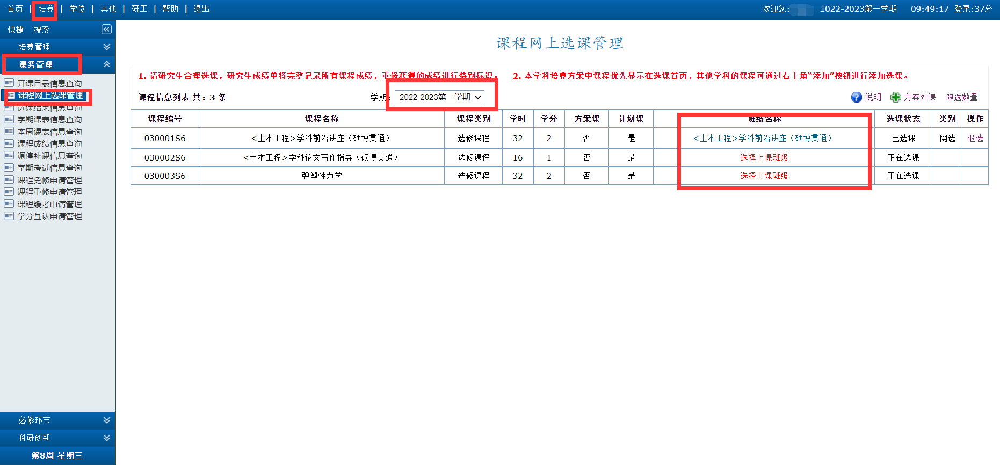 首页 | 培养 | 学位 | 其他 | 研工 | 帮助 | 退出
欢迎您: 2022-2023第一学期 09:49:17 登录:37分
快捷 搜索
培养管理
课务管理
开课目录信息查询
课程网上选课管理
选课结果信息查询
学期课表信息查询
本周课表信息查询
课程成绩信息查询
调停补课信息查询
学期考试信息查询
课程免修申请管理
课程重修申请管理
课程缓考申请管理
学分互认申请管理
必修环节
科研创新
第8周 星期三
课程网上选课管理
1. 请研究生合理选课，研究生成绩单将完整记录所有课程成绩，重修获得的成绩进行特别标识。 2. 本学科培养方案中课程优先显示在选课首页，其他学科的课程可通过右上角“添加”按钮进行添加选课。
课程信息列表 共：3 条 学期: 2022-2023第一学期 说明 方案外课 限选数量
课程编号 课程名称 课程类别 学时 学分 方案课 计划课 班级名称 选课状态 类别 操作
030001S6 <土木工程>学科前沿讲座（硕博贯通） 选修课程 32 2 否 是 <土木工程>学科前沿讲座（硕博贯通） 已选课 网选 退选
030002S6 <土木工程>学科论文写作指导（硕博贯通） 选修课程 16 1 否 是 选择上课班级 正在选课
030003S6 弹塑性力学 选修课程 32 2 否 是 选择上课班级 正在选课